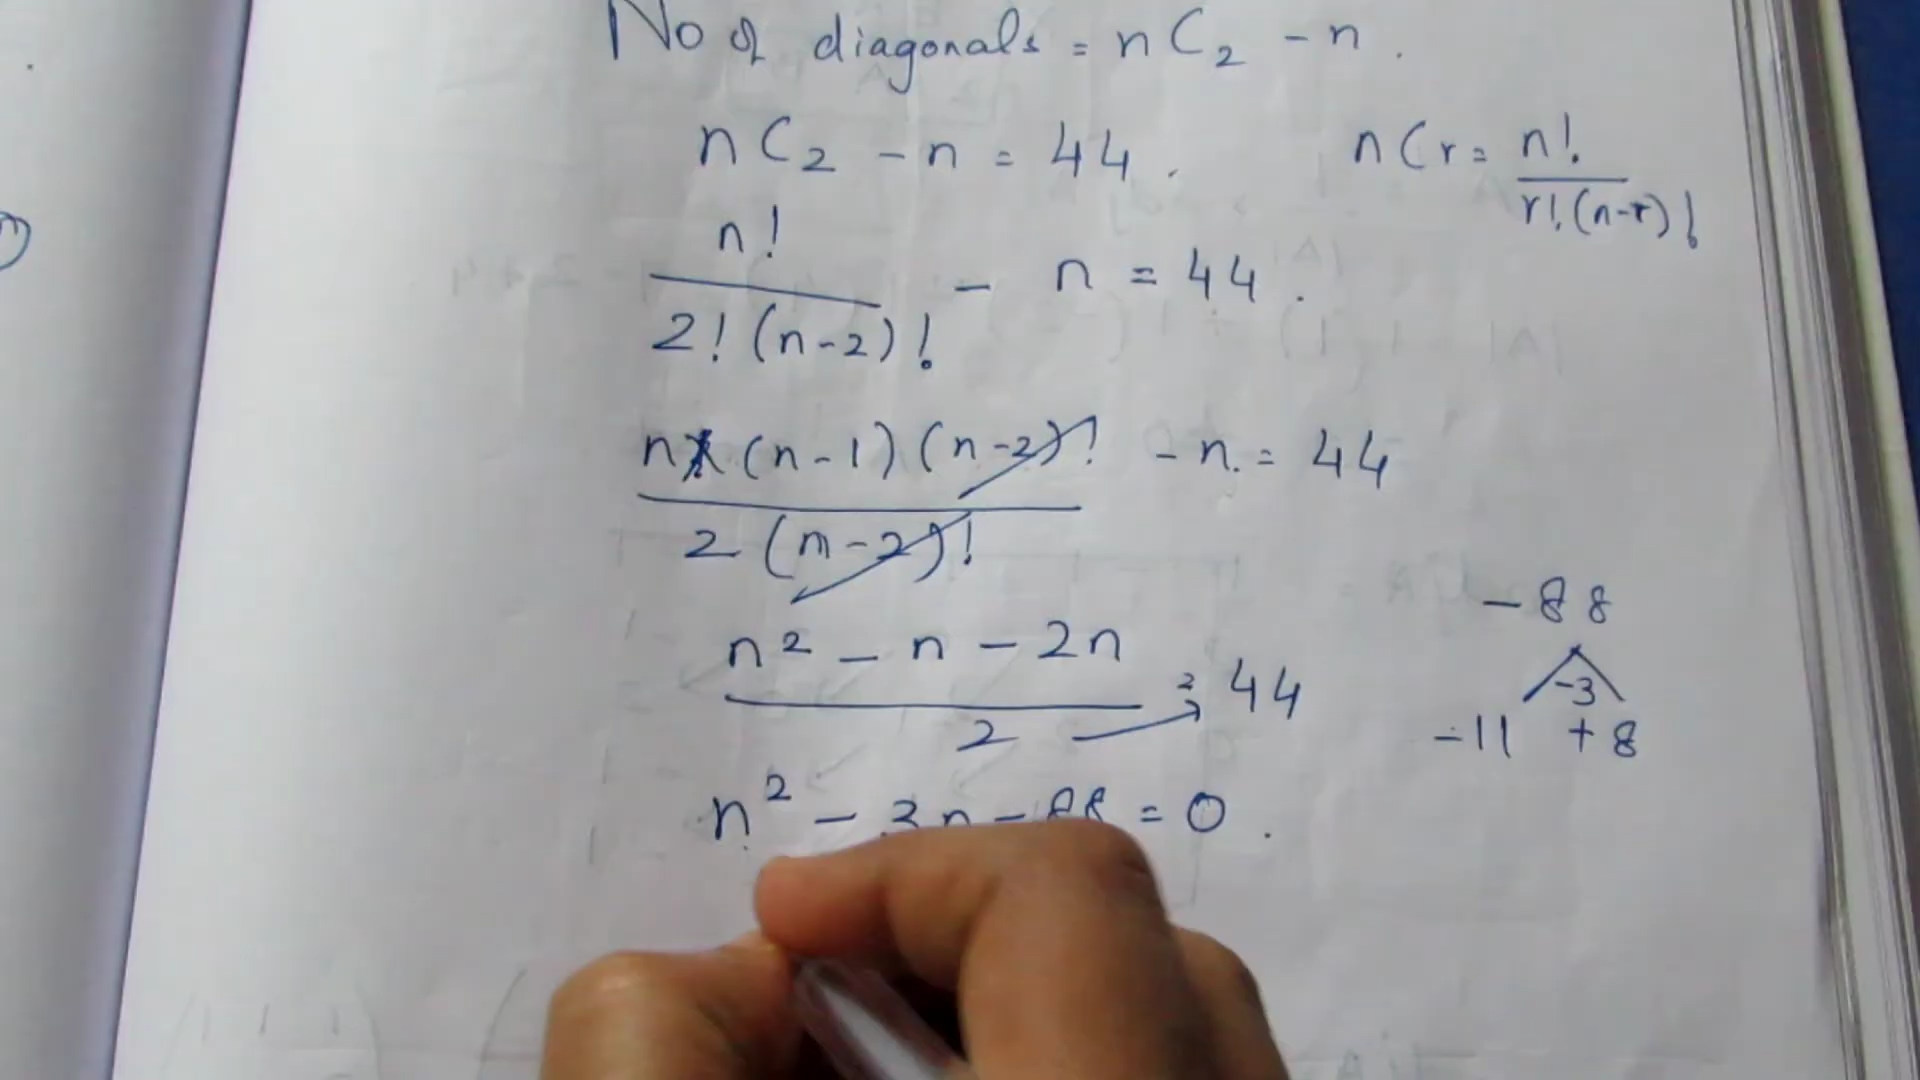 No of diagonals = nC2 - n.
nC2 - n = 44.
nCr = n! / r!(n-r)!
n! / 2!(n-2)! - n = 44.
n(n-1)(n-2)! / 2(n-2)! - n. = 44
n² - n - 2n / 2 = 44
-88
-3
-11 +8
n² - 3n - 88 = 0.